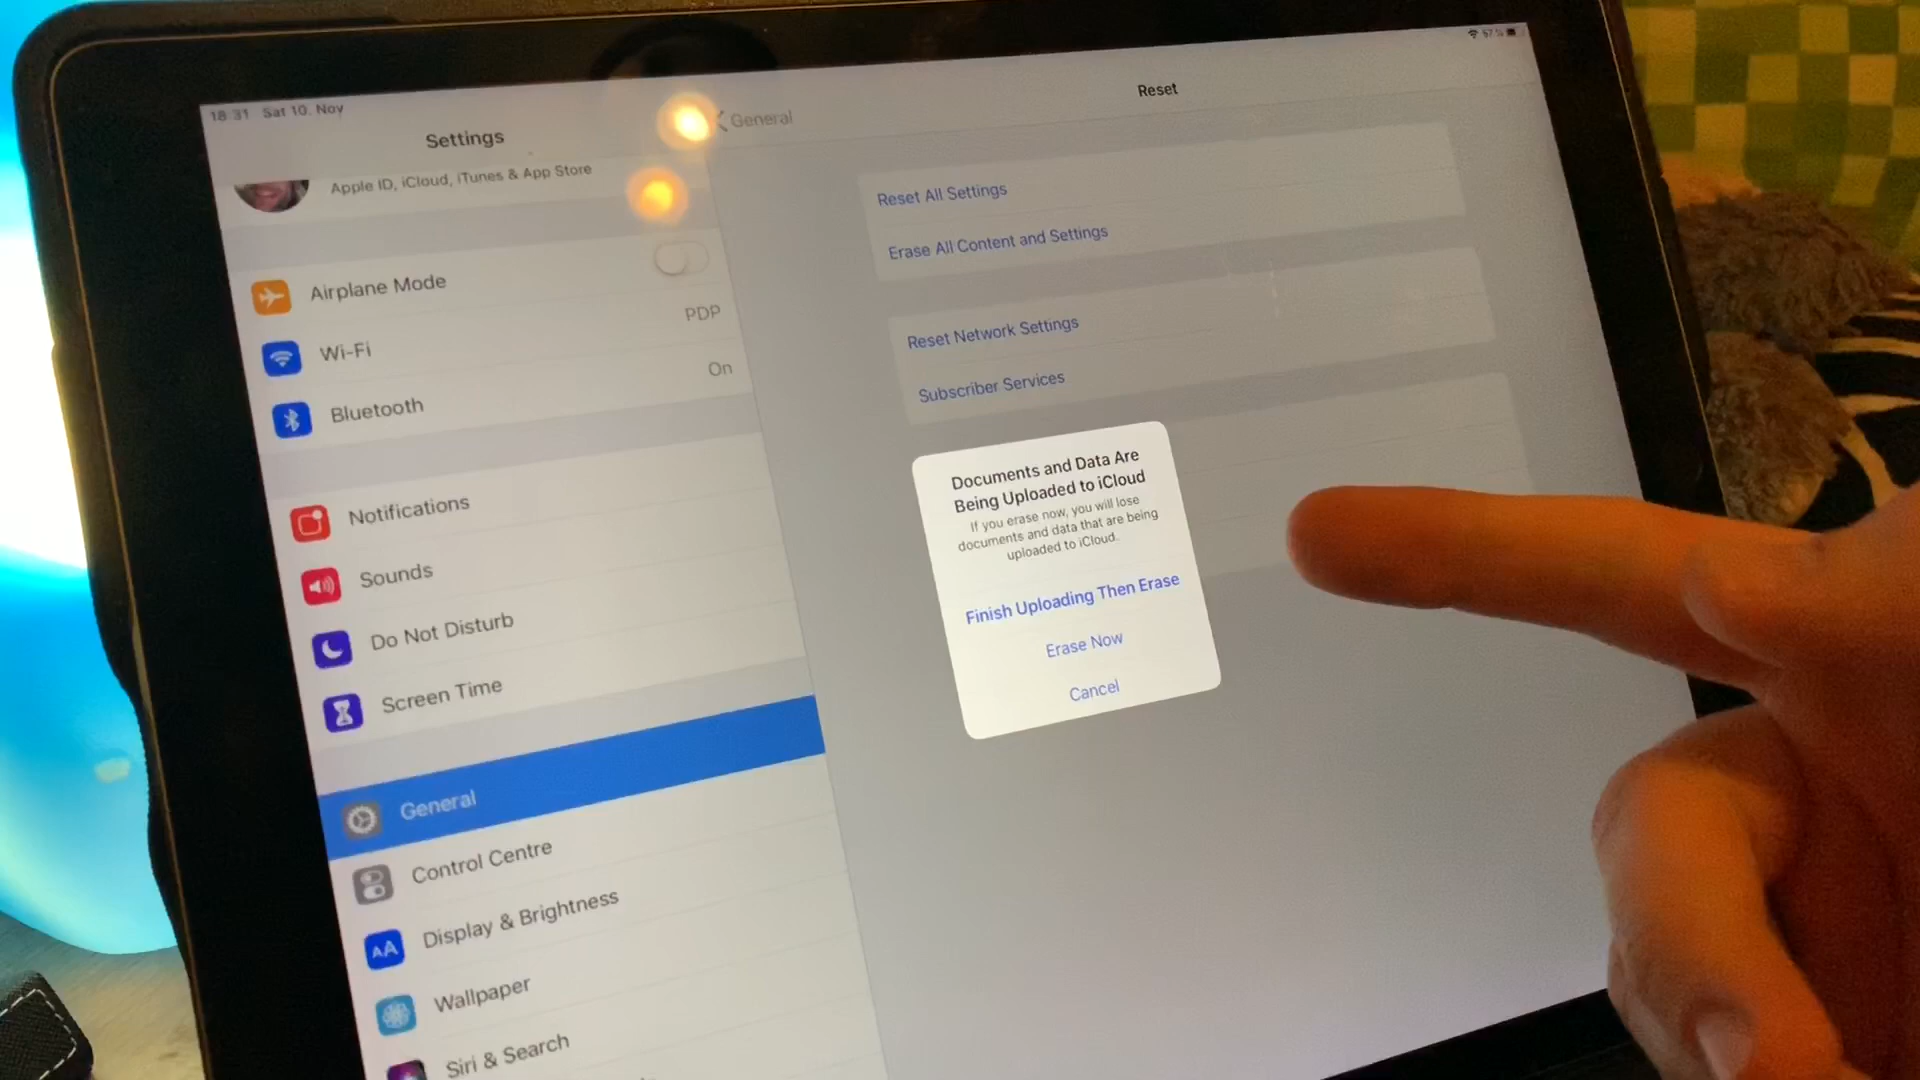 18:31 Sat 10. Nov
57 %
Settings
General
Reset
Apple ID, iCloud, iTunes & App Store
Airplane Mode
Wi-Fi
PDP
Bluetooth
On
Notifications
Sounds
Do Not Disturb
Screen Time
General
Control Centre
Display & Brightness
AA
Wallpaper
Siri & Search
Reset All Settings
Erase All Content and Settings
Reset Network Settings
Subscriber Services
Documents and Data Are
Being Uploaded to iCloud
If you erase now, you will lose
documents and data that are being
uploaded to iCloud.
Finish Uploading Then Erase
Erase Now
Cancel